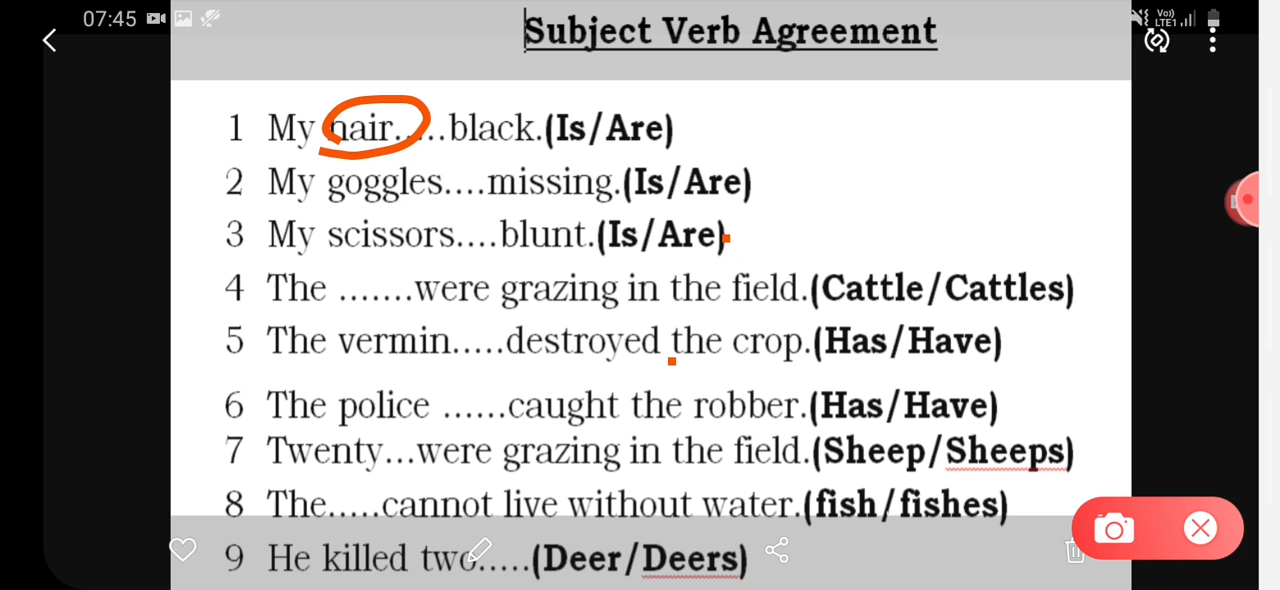 07:45
Vo)
LTE1
Subject Verb Agreement
1 My hair.....black.(Is/Are)
2 My goggles....missing.(Is/Are)
3 My scissors....blunt.(Is/Are)
4 The .......were grazing in the field.(Cattle/Cattles)
5 The vermin.....destroyed the crop.(Has/Have)
6 The police ......caught the robber.(Has/Have)
7 Twenty...were grazing in the field.(Sheep/Sheeps)
8 The.....cannot live without water.(fish/fishes)
9 He killed two.....(Deer/Deers)